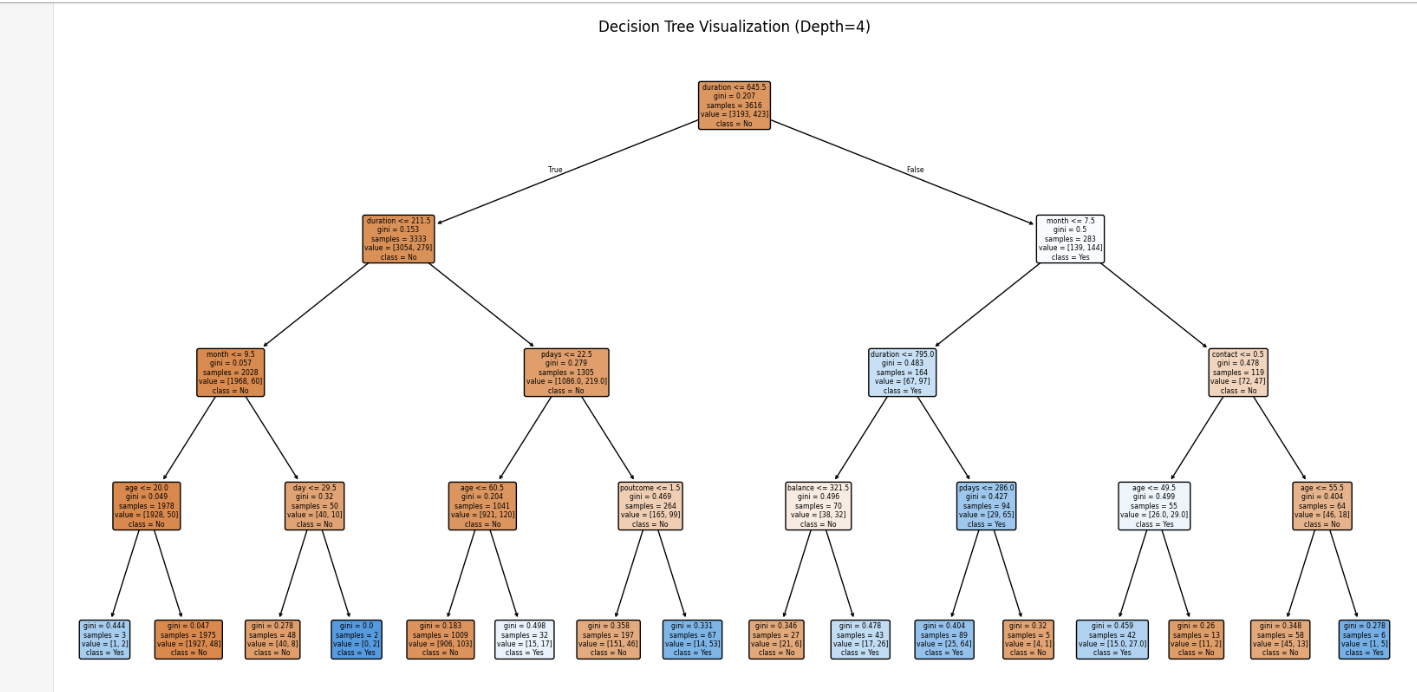 Decision Tree Visualization (Depth=4)
duration <= 645.5
gini = 0.207
samples = 3616
value = [3193, 423]
class = No
True
False
duration <= 211.5
gini = 0.153
samples = 3333
value = [3054, 279]
class = No
month <= 7.5
gini = 0.5
samples = 283
value = [139, 144]
class = Yes
month <= 9.5
gini = 0.057
samples = 2028
value = [1968, 60]
class = No
pdays <= 22.5
gini = 0.279
samples = 1305
value = [1086.0, 219.0]
class = No
duration <= 795.0
gini = 0.483
samples = 164
value = [67, 97]
class = Yes
contact <= 0.5
gini = 0.478
samples = 119
value = [72, 47]
class = No
age <= 20.0
gini = 0.049
samples = 1978
value = [1928, 50]
class = No
day <= 29.5
gini = 0.32
samples = 50
value = [40, 10]
class = No
age <= 60.5
gini = 0.204
samples = 1041
value = [921, 120]
class = No
poutcome <= 1.5
gini = 0.469
samples = 264
value = [165, 99]
class = No
balance <= 321.5
gini = 0.496
samples = 70
value = [38, 32]
class = No
pdays <= 286.0
gini = 0.427
samples = 94
value = [29, 65]
class = Yes
age <= 49.5
gini = 0.499
samples = 55
value = [26.0, 29.0]
class = Yes
age <= 55.5
gini = 0.404
samples = 64
value = [46, 18]
class = No
gini = 0.444
samples = 3
value = [1, 2]
class = Yes
gini = 0.047
samples = 1975
value = [1927, 48]
class = No
gini = 0.278
samples = 48
value = [40, 8]
class = No
gini = 0.0
samples = 2
value = [0, 2]
class = Yes
gini = 0.183
samples = 1009
value = [906, 103]
class = No
gini = 0.498
samples = 32
value = [15, 17]
class = Yes
gini = 0.358
samples = 197
value = [151, 46]
class = No
gini = 0.331
samples = 67
value = [14, 53]
class = Yes
gini = 0.346
samples = 27
value = [21, 6]
class = No
gini = 0.478
samples = 43
value = [17, 26]
class = Yes
gini = 0.404
samples = 89
value = [25, 64]
class = Yes
gini = 0.32
samples = 5
value = [4, 1]
class = No
gini = 0.459
samples = 42
value = [15.0, 27.0]
class = Yes
gini = 0.26
samples = 13
value = [11, 2]
class = No
gini = 0.348
samples = 58
value = [45, 13]
class = No
gini = 0.278
samples = 6
value = [1, 5]
class = Yes